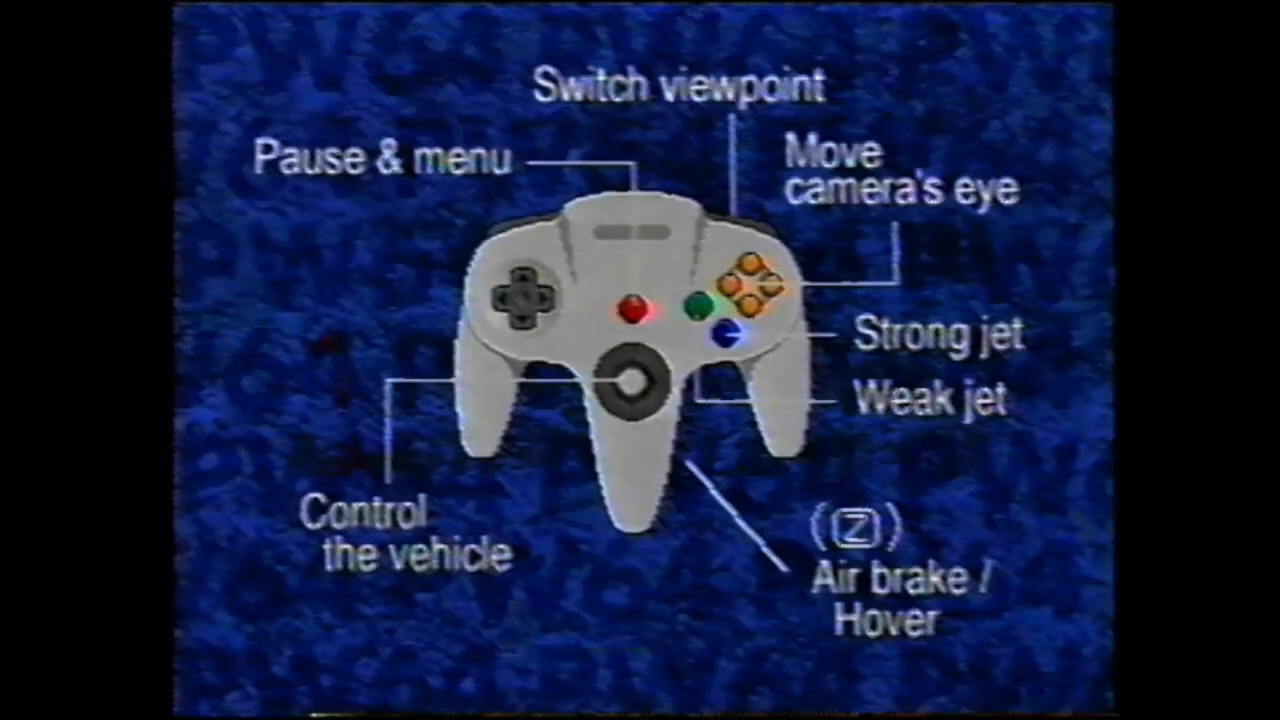 Switch viewpoint
Pause & menu
Move
camera's eye
Strong jet
Weak jet
Control
the vehicle
(Z)
Air brake /
Hover